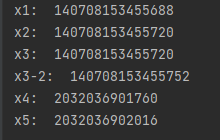 x1:  140708153455688
x2:  140708153455720
x3:  140708153455720
x3-2:  140708153455752
x4:  2032036901760
x5:  2032036902016